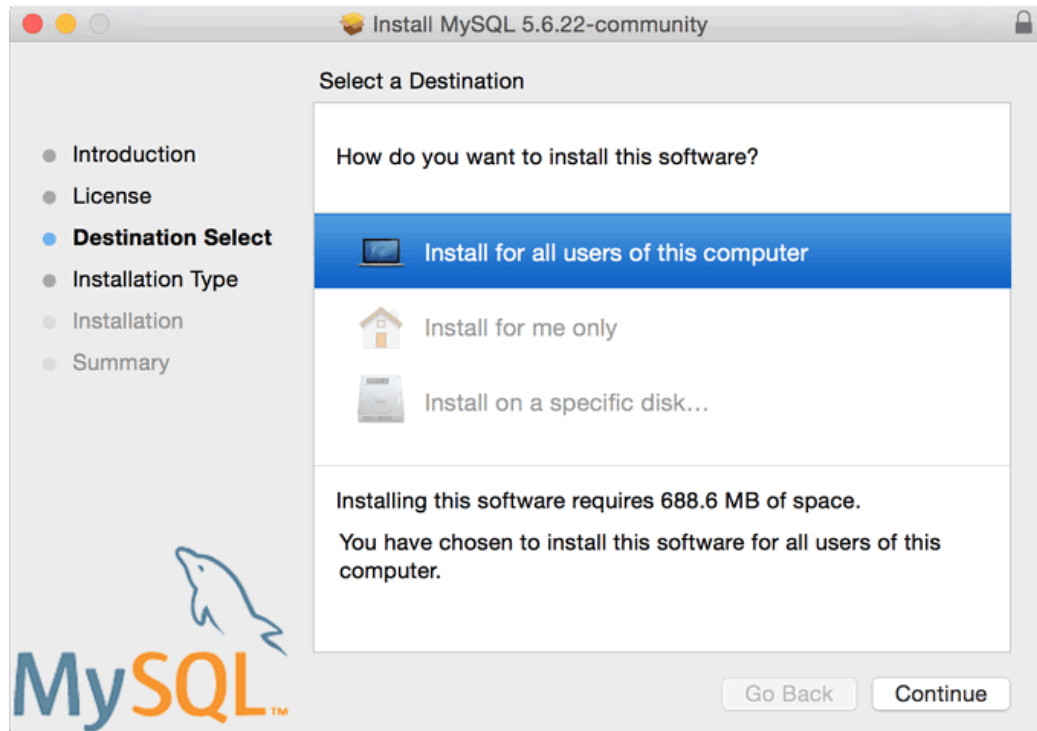 Install MySQL 5.6.22-community
Select a Destination
Introduction
License
Destination Select
Installation Type
Installation
Summary
How do you want to install this software?
Install for all users of this computer
Install for me only
Install on a specific disk...
Installing this software requires 688.6 MB of space.
You have chosen to install this software for all users of this
computer.
MySQL™
Go Back
Continue